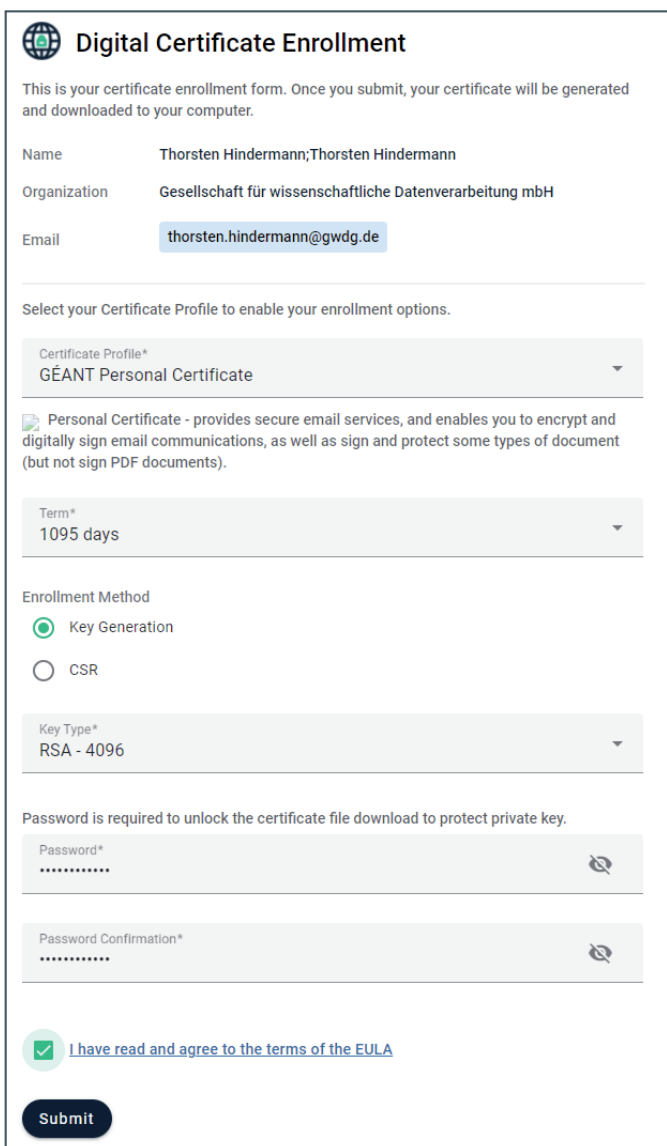 Digital Certificate Enrollment
This is your certificate enrollment form. Once you submit, your certificate will be generated
and downloaded to your computer.
Name Thorsten Hindermann;Thorsten Hindermann
Organization Gesellschaft für wissenschaftliche Datenverarbeitung mbH
Email thorsten.hindermann@gwdg.de
Select your Certificate Profile to enable your enrollment options.
Certificate Profile*
GÉANT Personal Certificate
Personal Certificate - provides secure email services, and enables you to encrypt and
digitally sign email communications, as well as sign and protect some types of document
(but not sign PDF documents).
Term*
1095 days
Enrollment Method
Key Generation
CSR
Key Type*
RSA - 4096
Password is required to unlock the certificate file download to protect private key.
Password*
••••••••••••
Password Confirmation*
••••••••••••
I have read and agree to the terms of the EULA
Submit